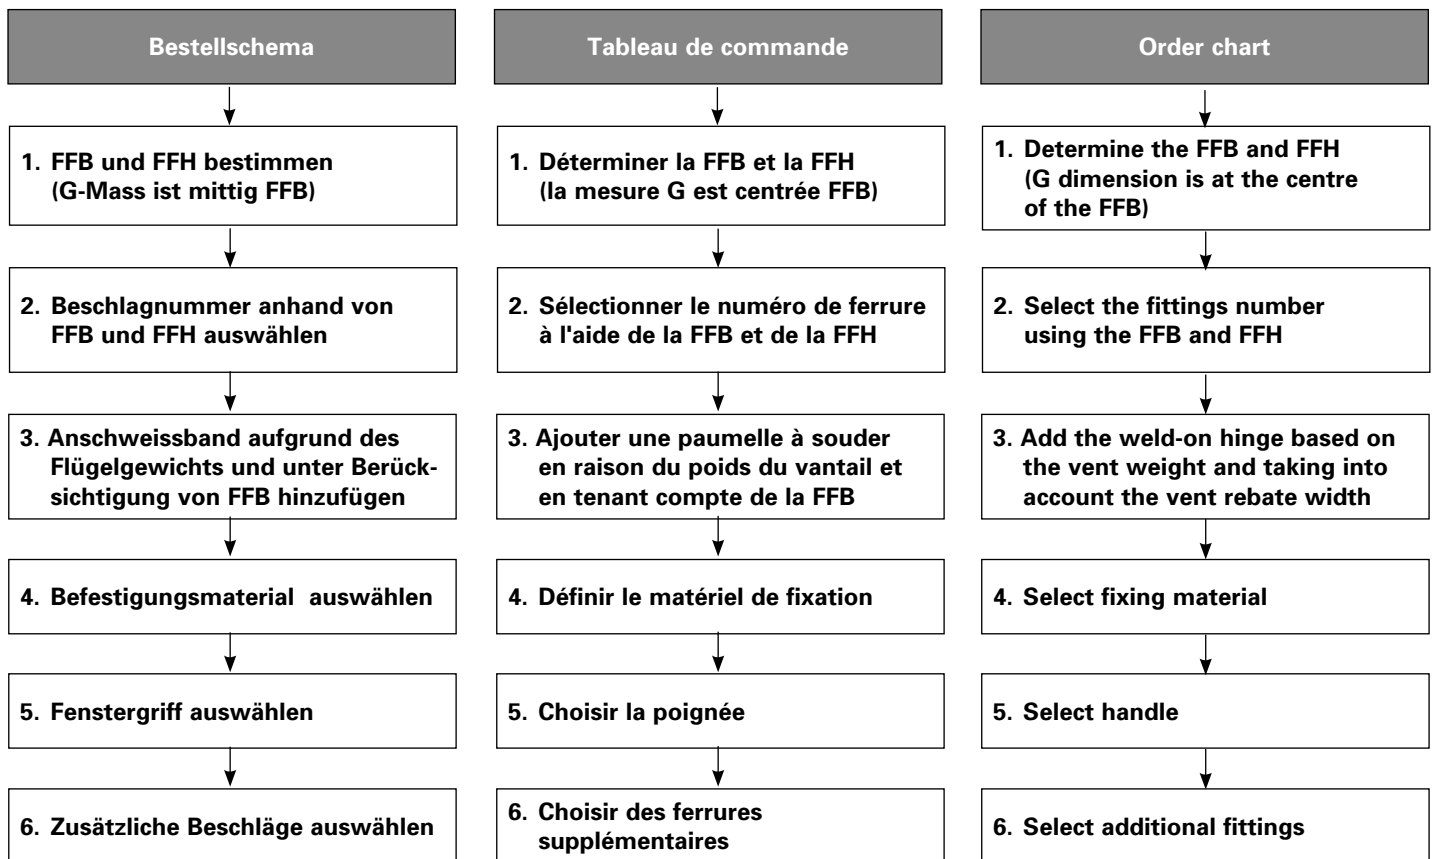 Bestellschema
1. FFB und FFH bestimmen
(G-Mass ist mittig FFB)
2. Beschlagnummer anhand von
FFB und FFH auswählen
3. Anschweissband aufgrund des
Flügelgewichts und unter Berück-
sichtigung von FFB hinzufügen
4. Befestigungsmaterial  auswählen
5. Fenstergriff auswählen
6. Zusätzliche Beschläge auswählen
Tableau de commande
1. Déterminer la FFB et la FFH
(la mesure G est centrée FFB)
2. Sélectionner le numéro de ferrure
à l'aide de la FFB et de la FFH
3. Ajouter une paumelle à souder
en raison du poids du vantail et
en tenant compte de la FFB
4. Définir le matériel de fixation
5. Choisir la poignée
6. Choisir des ferrures
supplémentaires
Order chart
1. Determine the FFB and FFH
(G dimension is at the centre
of the FFB)
2. Select the fittings number
using the FFB and FFH
3. Add the weld-on hinge based on
the vent weight and taking into
account the vent rebate width
4. Select fixing material
5. Select handle
6. Select additional fittings